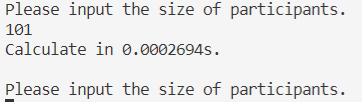 Please input the size of participants.
101
Calculate in 0.0002694s.
Please input the size of participants.